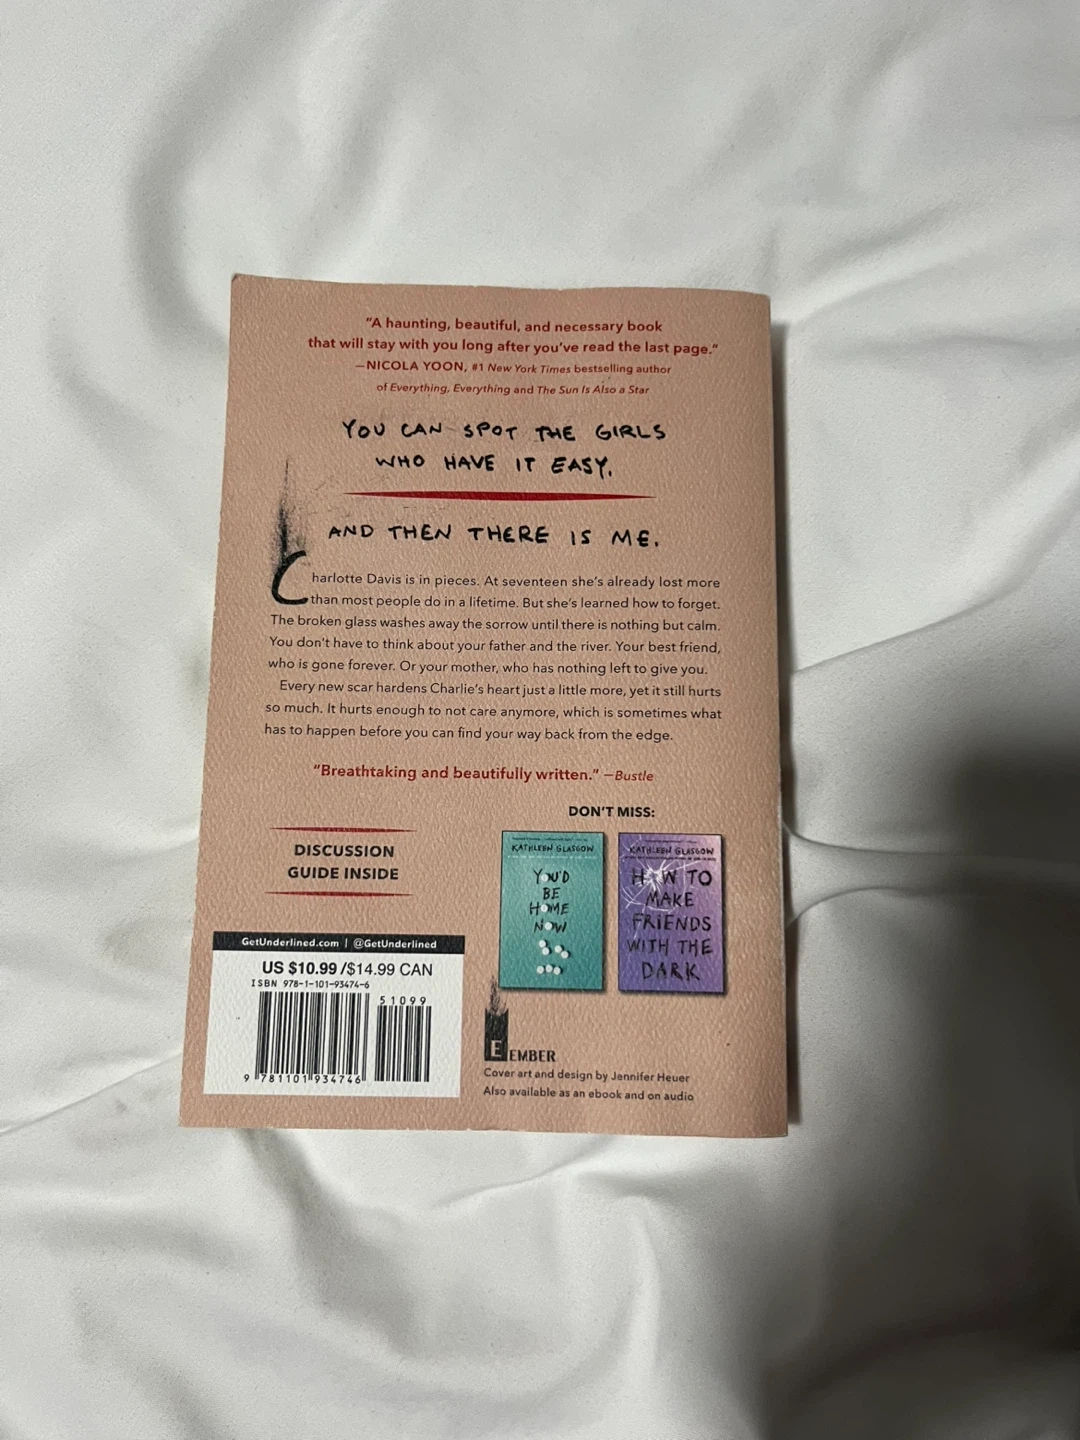 "A haunting, beautiful, and necessary book
that will stay with you long after you've read the last page."
—NICOLA YOON, #1 New York Times bestselling author
of Everything, Everything and The Sun Is Also a Star
YOU CAN SPOT THE GIRLS
WHO HAVE IT EASY.
AND THEN THERE IS ME.
Charlotte Davis is in pieces. At seventeen she's already lost more
than most people do in a lifetime. But she's learned how to forget.
The broken glass washes away the sorrow until there is nothing but calm.
You don't have to think about your father and the river. Your best friend,
who is gone forever. Or your mother, who has nothing left to give you.
Every new scar hardens Charlie's heart just a little more, yet it still hurts
so much. It hurts enough to not care anymore, which is sometimes what
has to happen before you can find your way back from the edge.
"Breathtaking and beautifully written." —Bustle
DISCUSSION
GUIDE INSIDE
DON'T MISS:
KATHLEEN GLASGOW
YOU'D
BE
HOME
NOW
KATHLEEN GLASGOW
HOW TO
MAKE
FRIENDS
WITH THE
DARK
GetUnderlined.com | @GetUnderlined
US $10.99 /$14.99 CAN
ISBN 978-1-101-93474-6
51099
9 781101 934746
E EMBER
Cover art and design by Jennifer Heuer
Also available as an ebook and on audio